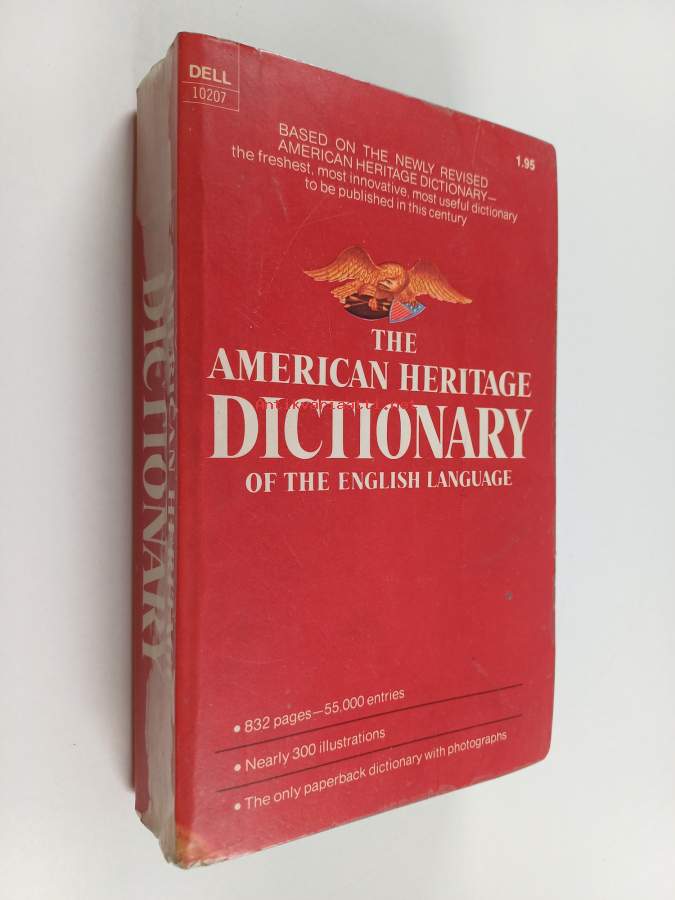 DELL
10207
1.95
BASED ON THE NEWLY REVISED
AMERICAN HERITAGE DICTIONARY—
the freshest, most innovative, most useful dictionary
to be published in this century
THE
AMERICAN HERITAGE
DICTIONARY
OF THE ENGLISH LANGUAGE
Antikvariaatti.net
• 832 pages—55,000 entries
• Nearly 300 illustrations
• The only paperback dictionary with photographs
DICTIONARY